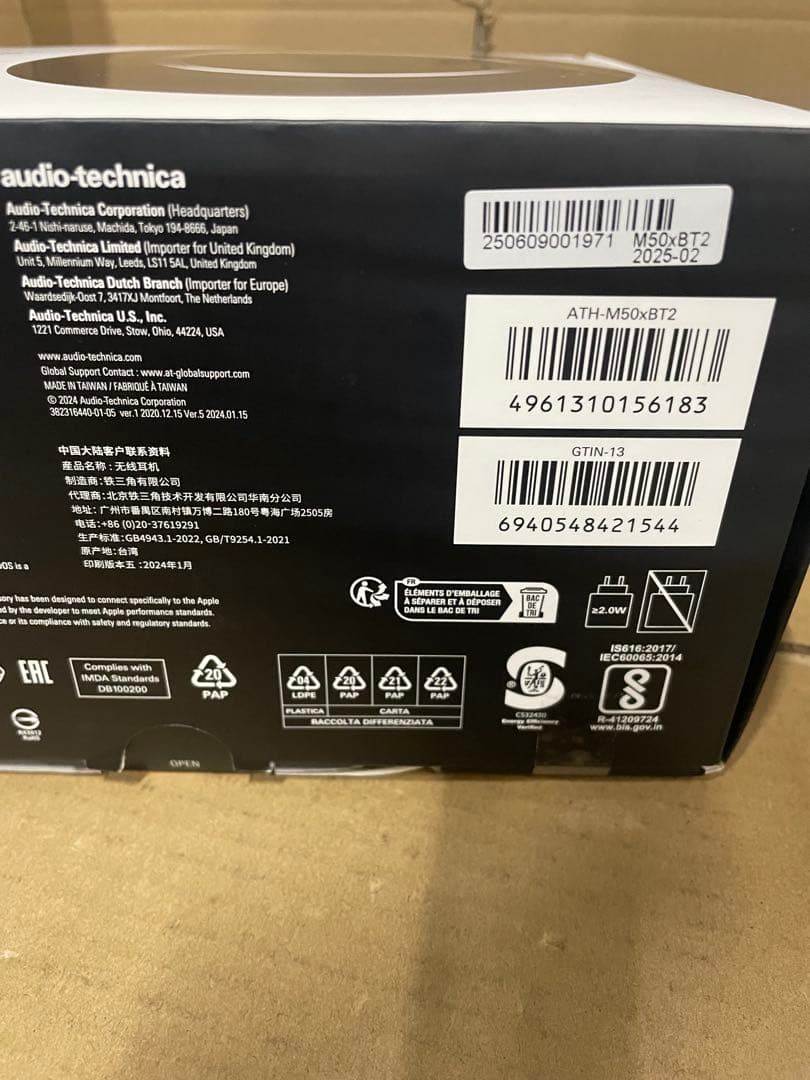 audio-technica
Audio-Technica Corporation (Headquarters)
2-46-1 Nishi-naruse, Machida, Tokyo 194-8666, Japan
Audio-Technica Limited (Importer for United Kingdom)
Unit 5, Millennium Way, Leeds, LS11 5AL, United Kingdom
Audio-Technica Dutch Branch (Importer for Europe)
Waardsedijk-Oost 7, 3417XJ Montfoort, The Netherlands
Audio-Technica U.S., Inc.
1221 Commerce Drive, Stow, Ohio, 44224, USA
www.audio-technica.com
Global Support Contact : www.at-globalsupport.com
MADE IN TAIWAN / FABRIQUÉ À TAIWAN
© 2024 Audio-Technica Corporation
382316440-01-05 ver.1 2020.12.15 Ver.5 2024.01.15
中国大陆客户联系资料
産品名称:无线耳机
制造商:铁三角有限公司
代理商:北京铁三角技术开发有限公司华南分公司
地址: 广州市番禺区南村镇万博二路180号粤海广场2505房
电话:+86 (0)20-37619291
生产标准:GB4943.1-2022, GB/T9254.1-2021
原产地:台湾
印刷版本五:2024年1月
250609001971 M50xBT2
2025-02
ATH-M50xBT2
4961310156183
GTIN-13
6940548421544
OS is a
ory has been designed to connect specifically to the Apple
ed by the developer to meet Apple performance standards.
ce or its compliance with safety and regulatory standards.
FR
ÉLÉMENTS D'EMBALLAGE
À SÉPARER ET À DÉPOSER
DANS LE BAC DE TRI
BAC
DE
TRI
≥2.0W
EAC
Complies with
IMDA Standards
DB100200
20
PAP
04
LDPE
20
PAP
21
PAP
22
PAP
PLASTICA
CARTA
RACCOLTA DIFFERENZIATA
Energy Efficiency
Verified
IS616:2017/
IEC60065:2014
R-41209724
www.bis.gov.in
RoHS
OPEN